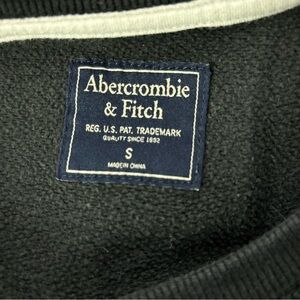 Abercrombie
& Fitch
REG. U.S. PAT. TRADEMARK
QUALITY SINCE 1892
S
MADE IN CHINA